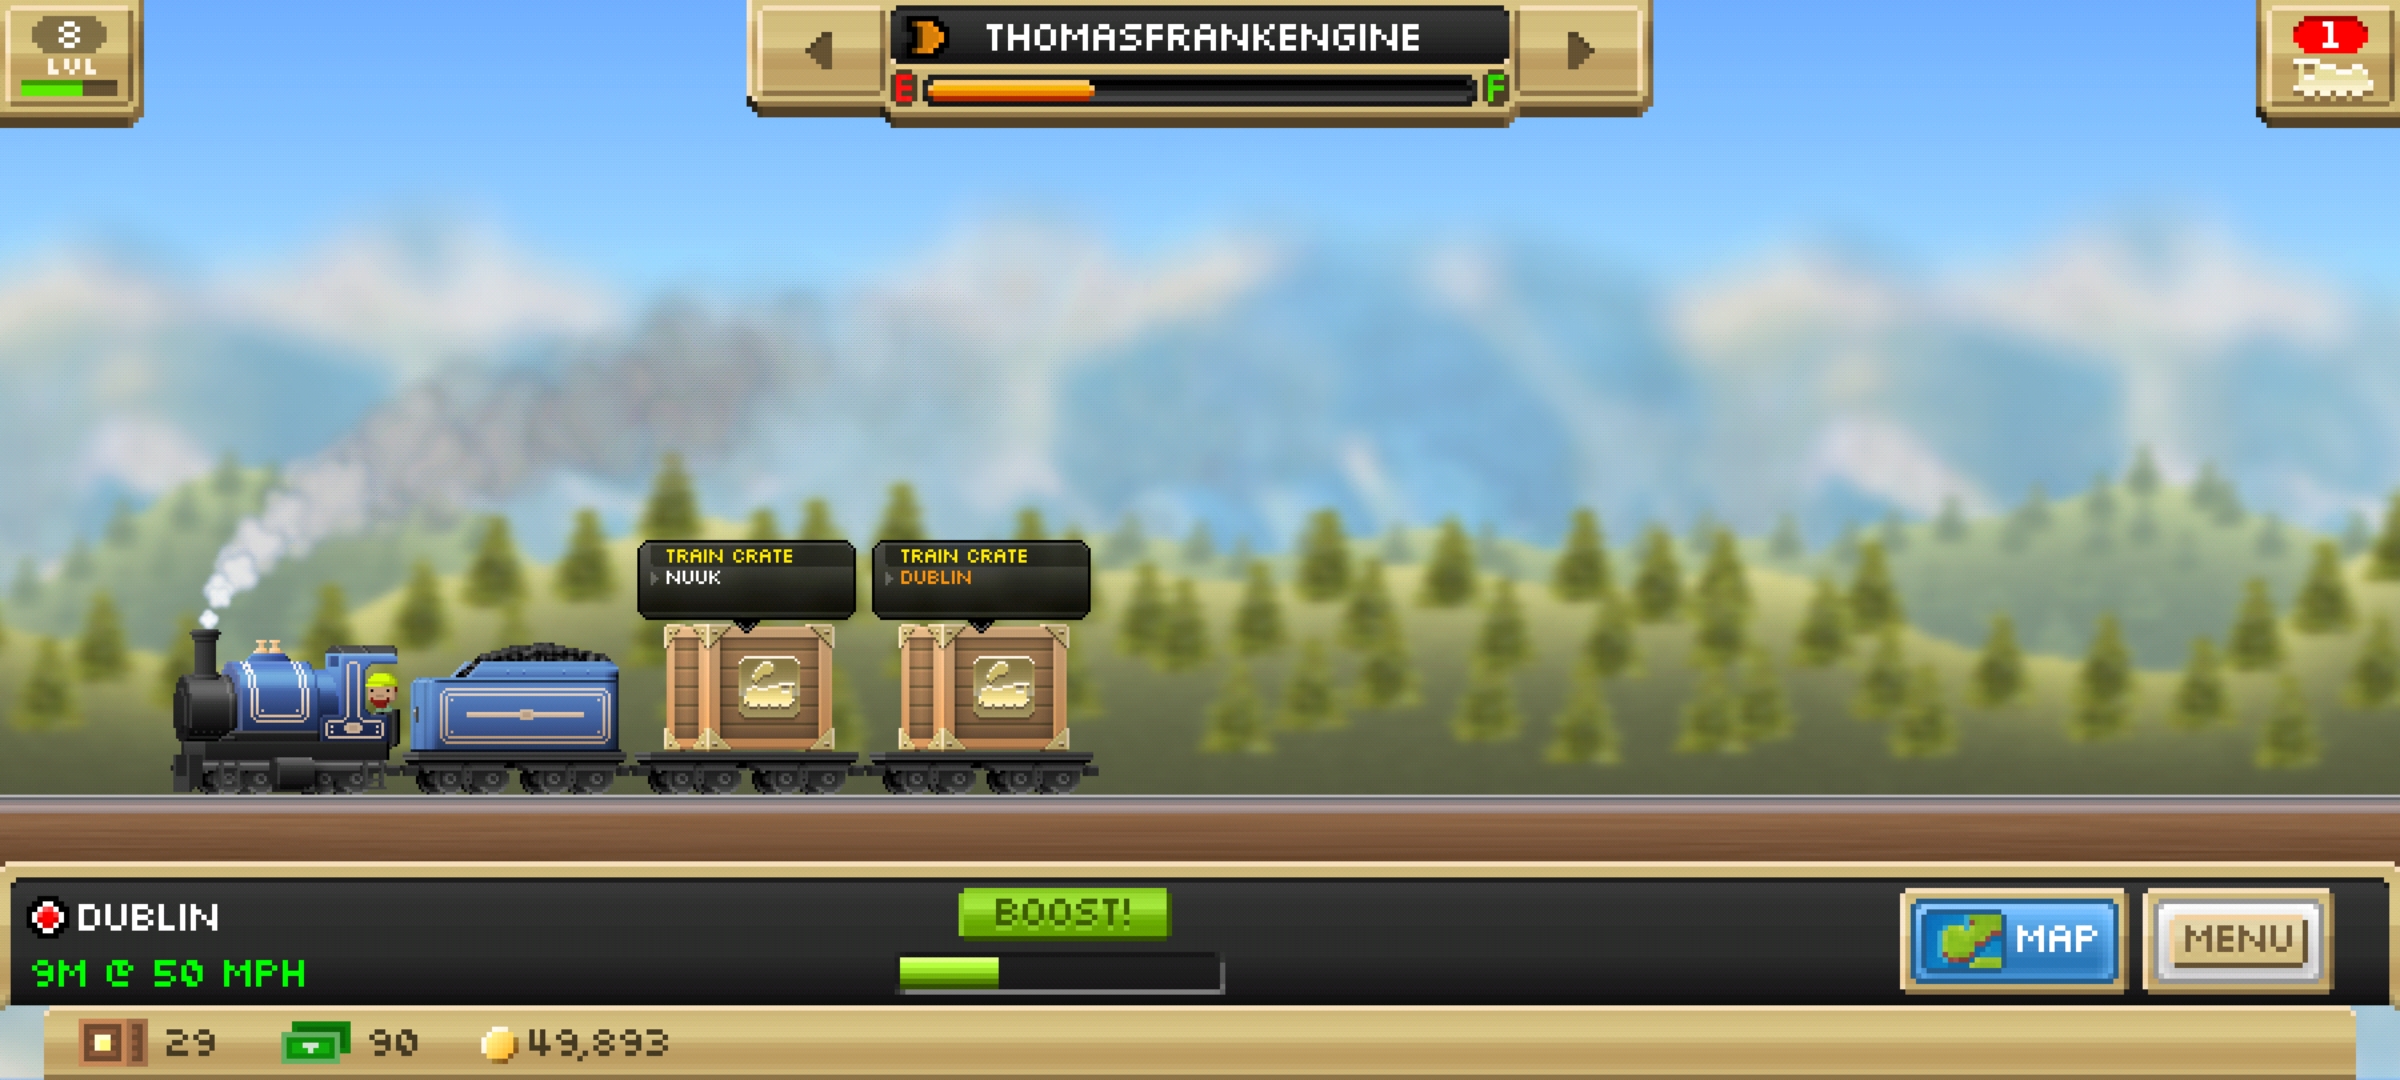 8
LVL
THOMASFRANKENGINE
E F
1
TRAIN CRATE
NUUK
TRAIN CRATE
DUBLIN
DUBLIN
9M @ 50 MPH
BOOST!
MAP
MENU
29
90
49,893